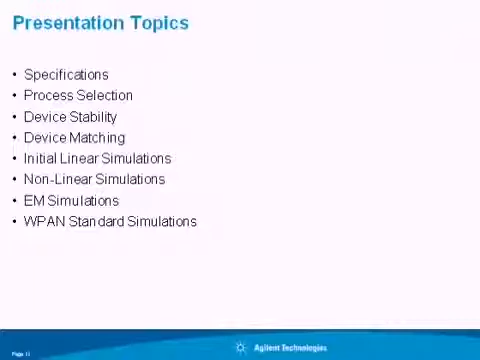 Presentation Topics
• Specifications
• Process Selection
• Device Stability
• Device Matching
• Initial Linear Simulations
• Non-Linear Simulations
• EM Simulations
• WPAN Standard Simulations
Agilent Technologies
Page